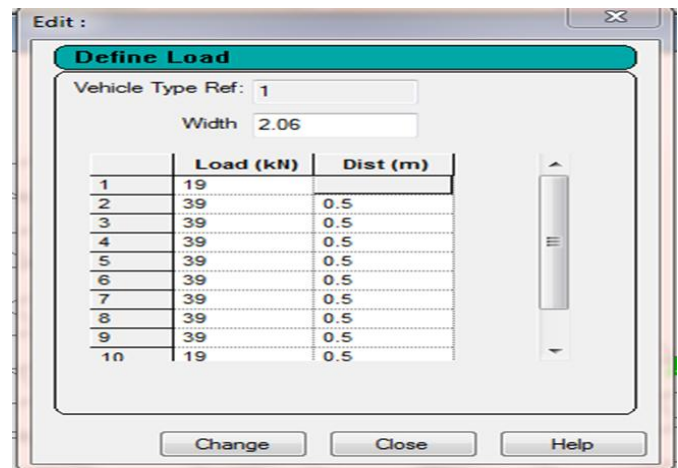 Edit :
Define Load
Vehicle Type Ref: 1
Width 2.06
Load (kN) Dist (m)
1 19
2 39 0.5
3 39 0.5
4 39 0.5
5 39 0.5
6 39 0.5
7 39 0.5
8 39 0.5
9 39 0.5
10 19 0.5
Change Close Help